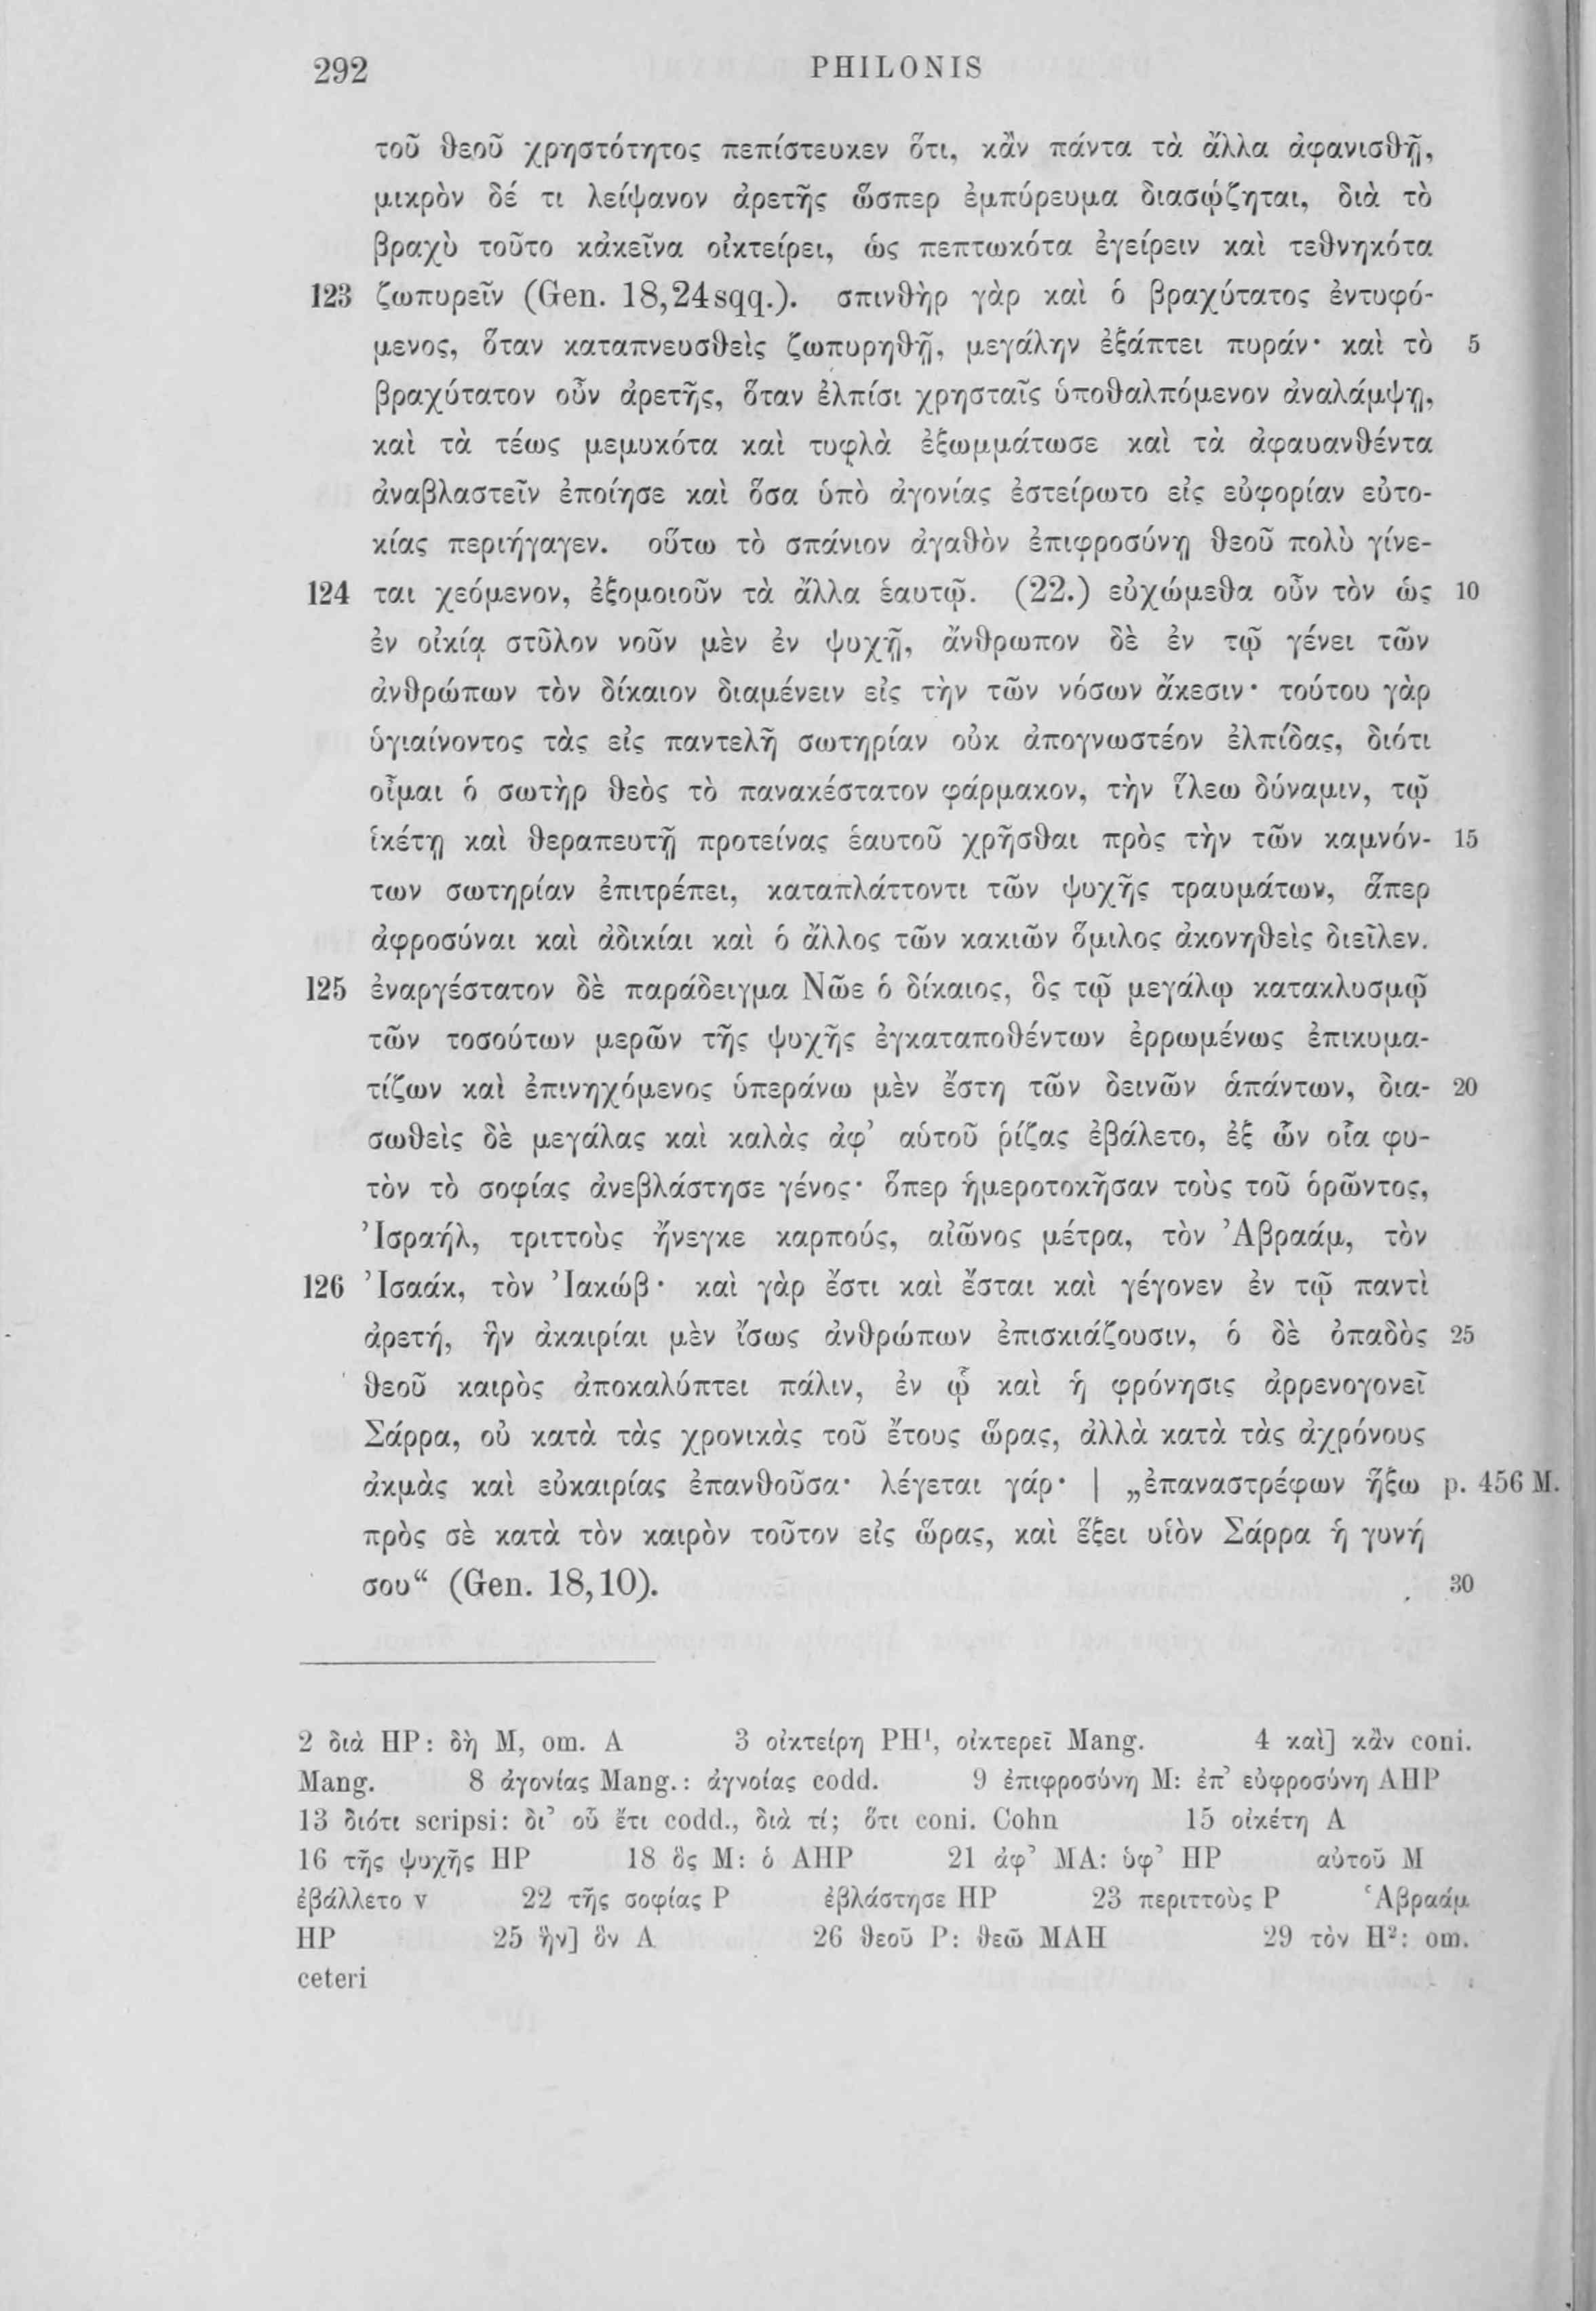 292 PHILONIS
τοῦ θεοῦ χρηστότητος πεπίστευκεν ὅτι, κἂν πάντα τὰ ἄλλα ἀφανισθῇ,
μικρὸν δέ τι λείψανον ἀρετῆς ὥσπερ ἐμπύρευμα διασῴζηται, διὰ τὸ
βραχὺ τοῦτο κἀκεῖνα οἰκτείρει, ὡς πεπτωκότα ἐγείρειν καὶ τεθνηκότα
123 ζωπυρεῖν (Gen. 18,24sqq.). σπινθὴρ γὰρ καὶ ὁ βραχύτατος ἐντυφό-
μενος, ὅταν καταπνευσθεὶς ζωπυρηθῇ, μεγάλην ἐξάπτει πυράν· καὶ τὸ 5
βραχύτατον οὖν ἀρετῆς, ὅταν ἐλπίσι χρησταῖς ὑποθαλπόμενον ἀναλάμψῃ,
καὶ τὰ τέως μεμυκότα καὶ τυφλὰ ἐξωμμάτωσε καὶ τὰ ἀφαυανθέντα
ἀναβλαστεῖν ἐποίησε καὶ ὅσα ὑπὸ ἀγονίας ἐστείρωτο εἰς εὐφορίαν εὐτο-
κίας περιήγαγεν. οὕτω τὸ σπάνιον ἀγαθὸν ἐπιφροσύνῃ θεοῦ πολὺ γίνε-
124 ται χεόμενον, ἐξομοιοῦν τὰ ἄλλα ἑαυτῷ. (22.) εὐχώμεθα οὖν τὸν ὡς 10
ἐν οἰκίᾳ στῦλον νοῦν μὲν ἐν ψυχῇ, ἄνθρωπον δὲ ἐν τῷ γένει τῶν
ἀνθρώπων τὸν δίκαιον διαμένειν εἰς τὴν τῶν νόσων ἄκεσιν· τούτου γὰρ
ὑγιαίνοντος τὰς εἰς παντελῆ σωτηρίαν οὐκ ἀπογνωστέον ἐλπίδας, διότι
οἶμαι ὁ σωτὴρ θεὸς τὸ πανακέστατον φάρμακον, τὴν ἵλεω δύναμιν, τῷ
ἱκέτῃ καὶ θεραπευτῇ προτείνας ἑαυτοῦ χρῆσθαι πρὸς τὴν τῶν καμνόν- 15
των σωτηρίαν ἐπιτρέπει, καταπλάττοντι τῶν ψυχῆς τραυμάτων, ἅπερ
ἀφροσύναι καὶ ἀδικίαι καὶ ὁ ἄλλος τῶν κακιῶν ὅμιλος ἀκονηθεὶς διεῖλεν.
125 ἐναργέστατον δὲ παράδειγμα Νῶε ὁ δίκαιος, ὃς τῷ μεγάλῳ κατακλυσμῷ
τῶν τοσούτων μερῶν τῆς ψυχῆς ἐγκαταποθέντων ἐρρωμένως ἐπικυμα-
τίζων καὶ ἐπινηχόμενος ὑπεράνω μὲν ἔστη τῶν δεινῶν ἁπάντων, δια- 20
σωθεὶς δὲ μεγάλας καὶ καλὰς ἀφ’ αὑτοῦ ῥίζας ἐβάλετο, ἐξ ὧν οἷα φυ-
τὸν τὸ σοφίας ἀνεβλάστησε γένος· ὅπερ ἡμεροτοκῆσαν τοὺς τοῦ ὁρῶντος,
Ἰσραήλ, τριττοὺς ἤνεγκε καρπούς, αἰῶνος μέτρα, τὸν Ἀβραάμ, τὸν
126 Ἰσαάκ, τὸν Ἰακώβ· καὶ γὰρ ἔστι καὶ ἔσται καὶ γέγονεν ἐν τῷ παντὶ
ἀρετή, ἣν ἀκαιρίαι μὲν ἴσως ἀνθρώπων ἐπισκιάζουσιν, ὁ δὲ ὀπαδὸς 25
θεοῦ καιρὸς ἀποκαλύπτει πάλιν, ἐν ᾧ καὶ ἡ φρόνησις ἀρρενογονεῖ
Σάρρα, οὐ κατὰ τὰς χρονικὰς τοῦ ἔτους ὥρας, ἀλλὰ κατὰ τὰς ἀχρόνους
ἀκμὰς καὶ εὐκαιρίας ἐπανθοῦσα· λέγεται γάρ· | „ἐπαναστρέφων ἥξω p. 456 M.
πρὸς σὲ κατὰ τὸν καιρὸν τοῦτον εἰς ὥρας, καὶ ἕξει υἱὸν Σάρρα ἡ γυνή
σου“ (Gen. 18,10). 30
2 διὰ HP: δὴ M, om. A 3 οἰκτείρη PH¹, οἰκτερεῖ Mang. 4 καὶ] κἂν coni.
Mang. 8 ἀγονίας Mang.: ἀγνοίας codd. 9 ἐπιφροσύνη M: ἐπ’ εὐφροσύνη AHP
13 διότι scripsi: δι’ οὗ ἔτι codd., διὰ τί; ὅτι coni. Cohn 15 οἰκέτη A
16 τῆς ψυχῆς HP 18 ὃς M: ὁ AHP 21 ἀφ’ MA: ὑφ’ HP αὐτοῦ M
ἐβάλλετο v 22 τῆς σοφίας P ἐβλάστησε HP 23 περιττοὺς P Ἁβραάμ
HP 25 ἣν] ὃν A 26 θεοῦ P: θεῶ MAH 29 τὸν H²: om.
ceteri